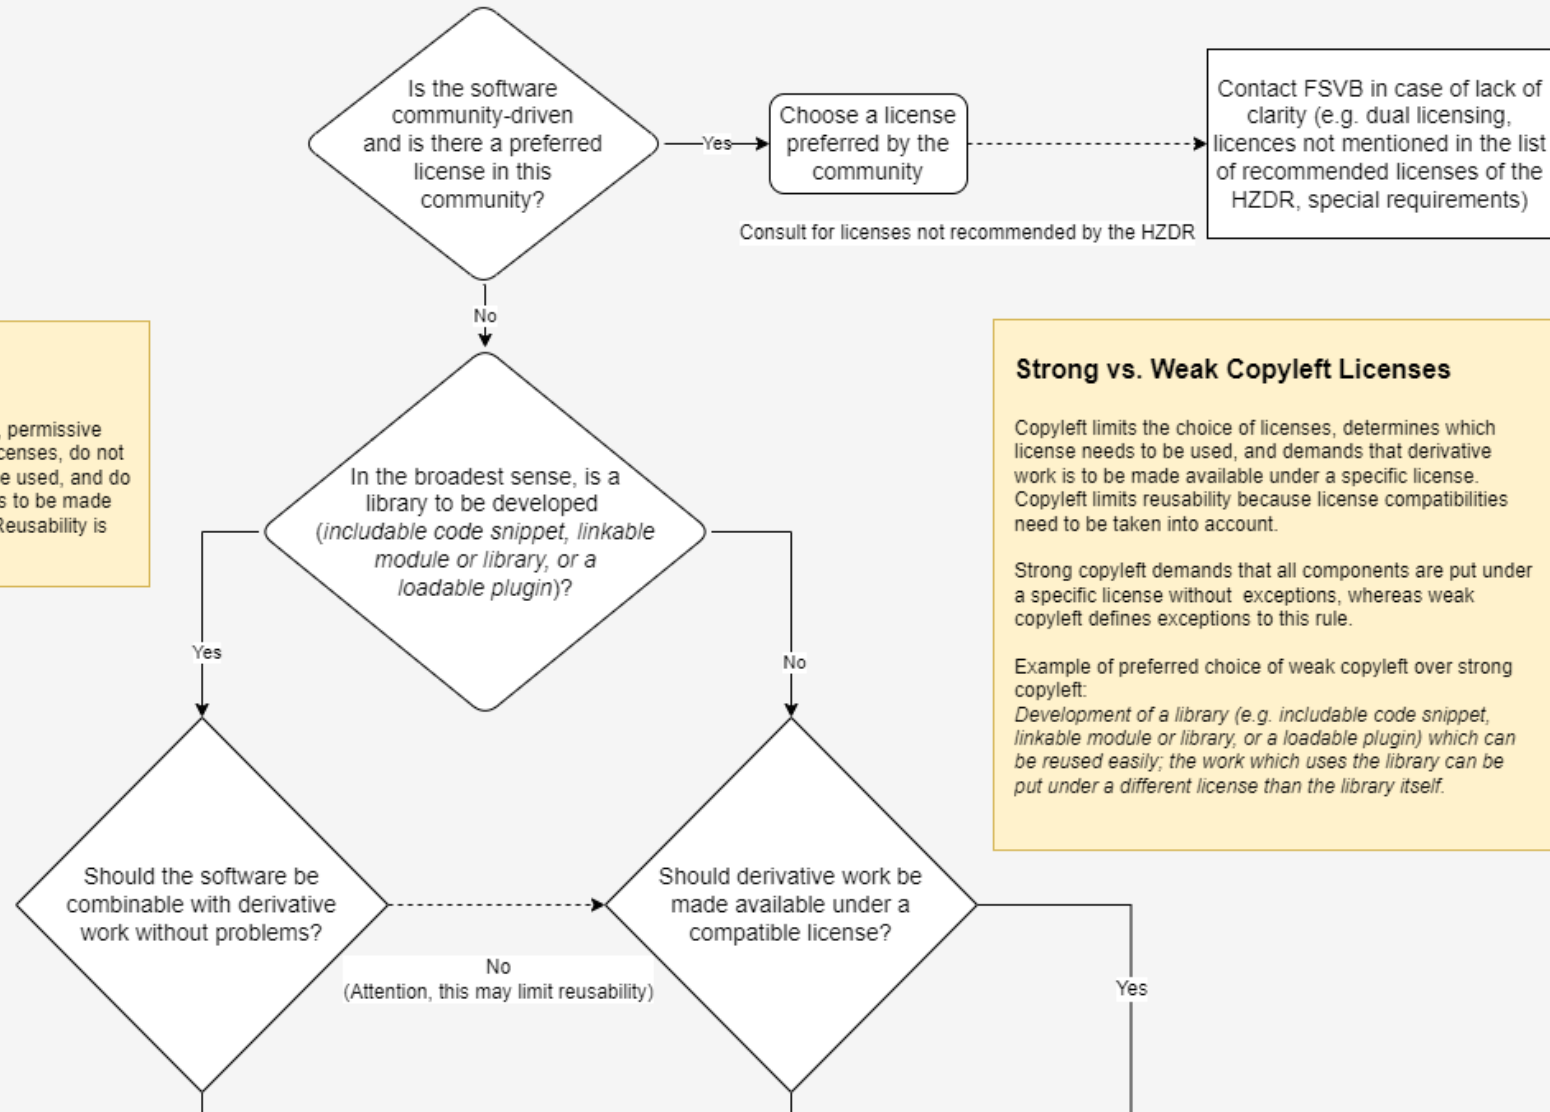 Is the software
community-driven
and is there a preferred
license in this
community?
Yes
Choose a license
preferred by the
community
Contact FSVB in case of lack of
clarity (e.g. dual licensing,
licences not mentioned in the list
of recommended licenses of the
HZDR, special requirements)
Consult for licenses not recommended by the HZDR
No
, permissive
censes, do not
e used, and do
s to be made
Reusability is
In the broadest sense, is a
library to be developed
(includable code snippet, linkable
module or library, or a
loadable plugin)?
Yes
No
Strong vs. Weak Copyleft Licenses
Copyleft limits the choice of licenses, determines which
license needs to be used, and demands that derivative
work is to be made available under a specific license.
Copyleft limits reusability because license compatibilities
need to be taken into account.
Strong copyleft demands that all components are put under
a specific license without  exceptions, whereas weak
copyleft defines exceptions to this rule.
Example of preferred choice of weak copyleft over strong
copyleft:
Development of a library (e.g. includable code snippet,
linkable module or library, or a loadable plugin) which can
be reused easily; the work which uses the library can be
put under a different license than the library itself.
Should the software be
combinable with derivative
work without problems?
No
(Attention, this may limit reusability)
Should derivative work be
made available under a
compatible license?
Yes